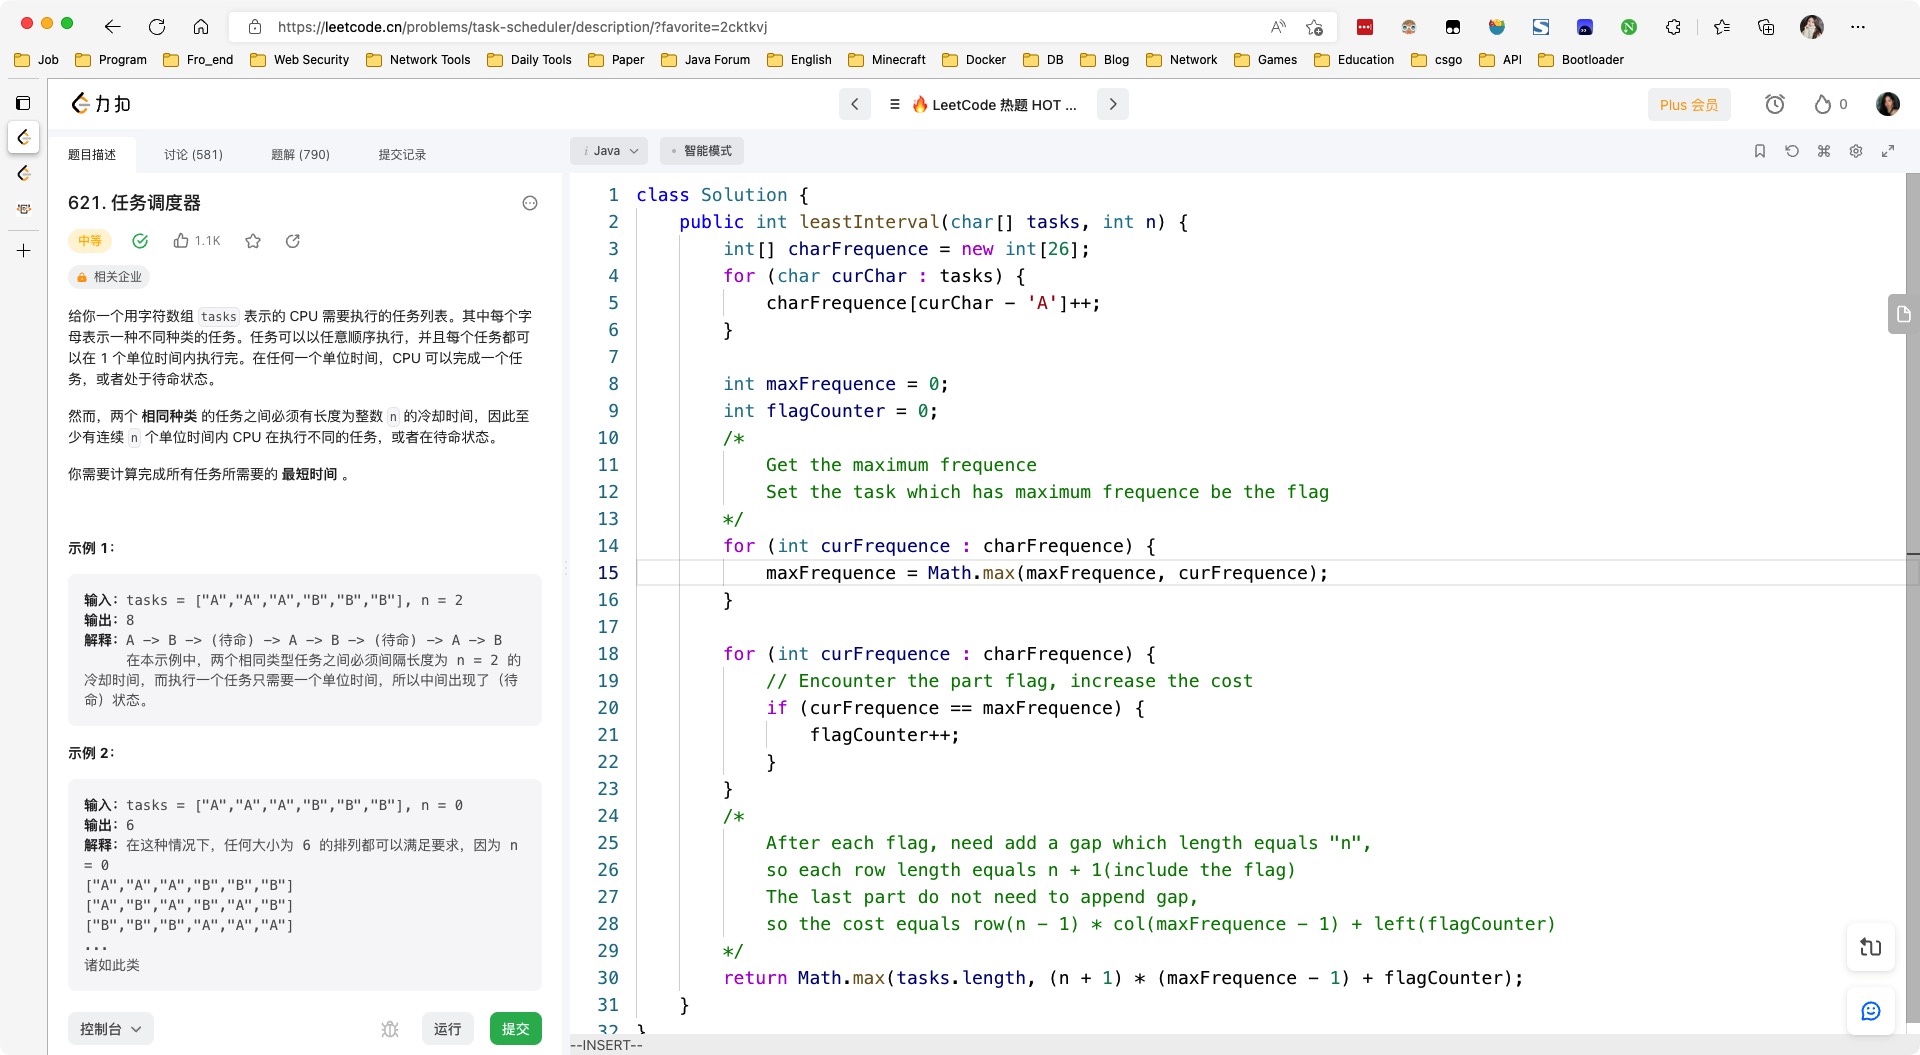 https://leetcode.cn/problems/task-scheduler/description/?favorite=2cktkvj
Job Program Fro_end Web Security Network Tools Daily Tools Paper Java Forum English Minecraft Docker DB Blog Network Games Education csgo API Bootloader
力扣
🔥 LeetCode 热题 HOT ...
Plus 会员
0
题目描述 讨论 (581) 题解 (790) 提交记录
i Java
智能模式
621. 任务调度器
中等
1.1K
相关企业
给你一个用字符数组 tasks 表示的 CPU 需要执行的任务列表。其中每个字
母表示一种不同种类的任务。任务可以以任意顺序执行，并且每个任务都可
以在 1 个单位时间内执行完。在任何一个单位时间，CPU 可以完成一个任
务，或者处于待命状态。
然而，两个 相同种类 的任务之间必须有长度为整数 n 的冷却时间，因此至
少有连续 n 个单位时间内 CPU 在执行不同的任务，或者在待命状态。
你需要计算完成所有任务所需要的 最短时间 。
示例 1：
输入：tasks = ["A","A","A","B","B","B"], n = 2
输出：8
解释：A -> B -> (待命) -> A -> B -> (待命) -> A -> B
在本示例中，两个相同类型任务之间必须间隔长度为 n = 2 的
冷却时间，而执行一个任务只需要一个单位时间，所以中间出现了（待
命）状态。
示例 2：
输入：tasks = ["A","A","A","B","B","B"], n = 0
输出：6
解释：在这种情况下，任何大小为 6 的排列都可以满足要求，因为 n
= 0
["A","A","A","B","B","B"]
["A","B","A","B","A","B"]
["B","B","B","A","A","A"]
...
诸如此类
控制台
运行
提交
1 class Solution {
2 public int leastInterval(char[] tasks, int n) {
3 int[] charFrequence = new int[26];
4 for (char curChar : tasks) {
5 charFrequence[curChar - 'A']++;
6 }
7
8 int maxFrequence = 0;
9 int flagCounter = 0;
10 /*
11 Get the maximum frequence
12 Set the task which has maximum frequence be the flag
13 */
14 for (int curFrequence : charFrequence) {
15 maxFrequence = Math.max(maxFrequence, curFrequence);
16 }
17
18 for (int curFrequence : charFrequence) {
19 // Encounter the part flag, increase the cost
20 if (curFrequence == maxFrequence) {
21 flagCounter++;
22 }
23 }
24 /*
25 After each flag, need add a gap which length equals "n",
26 so each row length equals n + 1(include the flag)
27 The last part do not need to append gap,
28 so the cost equals row(n - 1) * col(maxFrequence - 1) + left(flagCounter)
29 */
30 return Math.max(tasks.length, (n + 1) * (maxFrequence - 1) + flagCounter);
31 }
32 }
--INSERT--